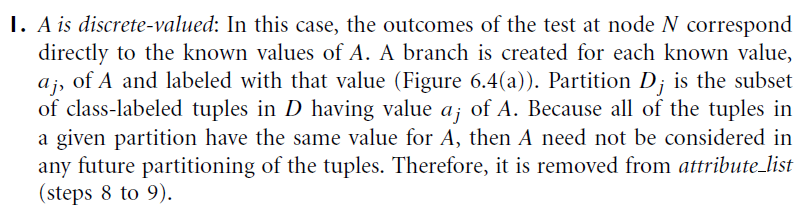 1. A is discrete-valued: In this case, the outcomes of the test at node N correspond
directly to the known values of A. A branch is created for each known value,
aj, of A and labeled with that value (Figure 6.4(a)). Partition Dj is the subset
of class-labeled tuples in D having value aj of A. Because all of the tuples in
a given partition have the same value for A, then A need not be considered in
any future partitioning of the tuples. Therefore, it is removed from attribute_list
(steps 8 to 9).